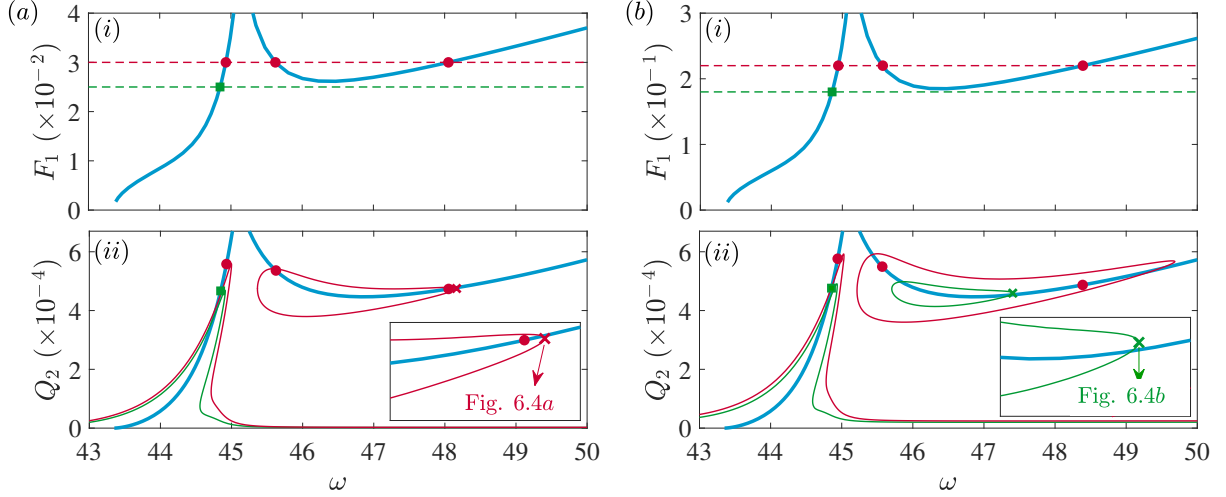 (a)
(i)
4
3
2
1
0
F₁ (×10⁻²)
(ii)
6
4
2
0
Q₂ (×10⁻⁴)
Fig. 6.4a
43 44 45 46 47 48 49 50
ω
(b)
(i)
3
2
1
0
F₁ (×10⁻¹)
(ii)
6
4
2
0
Q₂ (×10⁻⁴)
Fig. 6.4b
43 44 45 46 47 48 49 50
ω